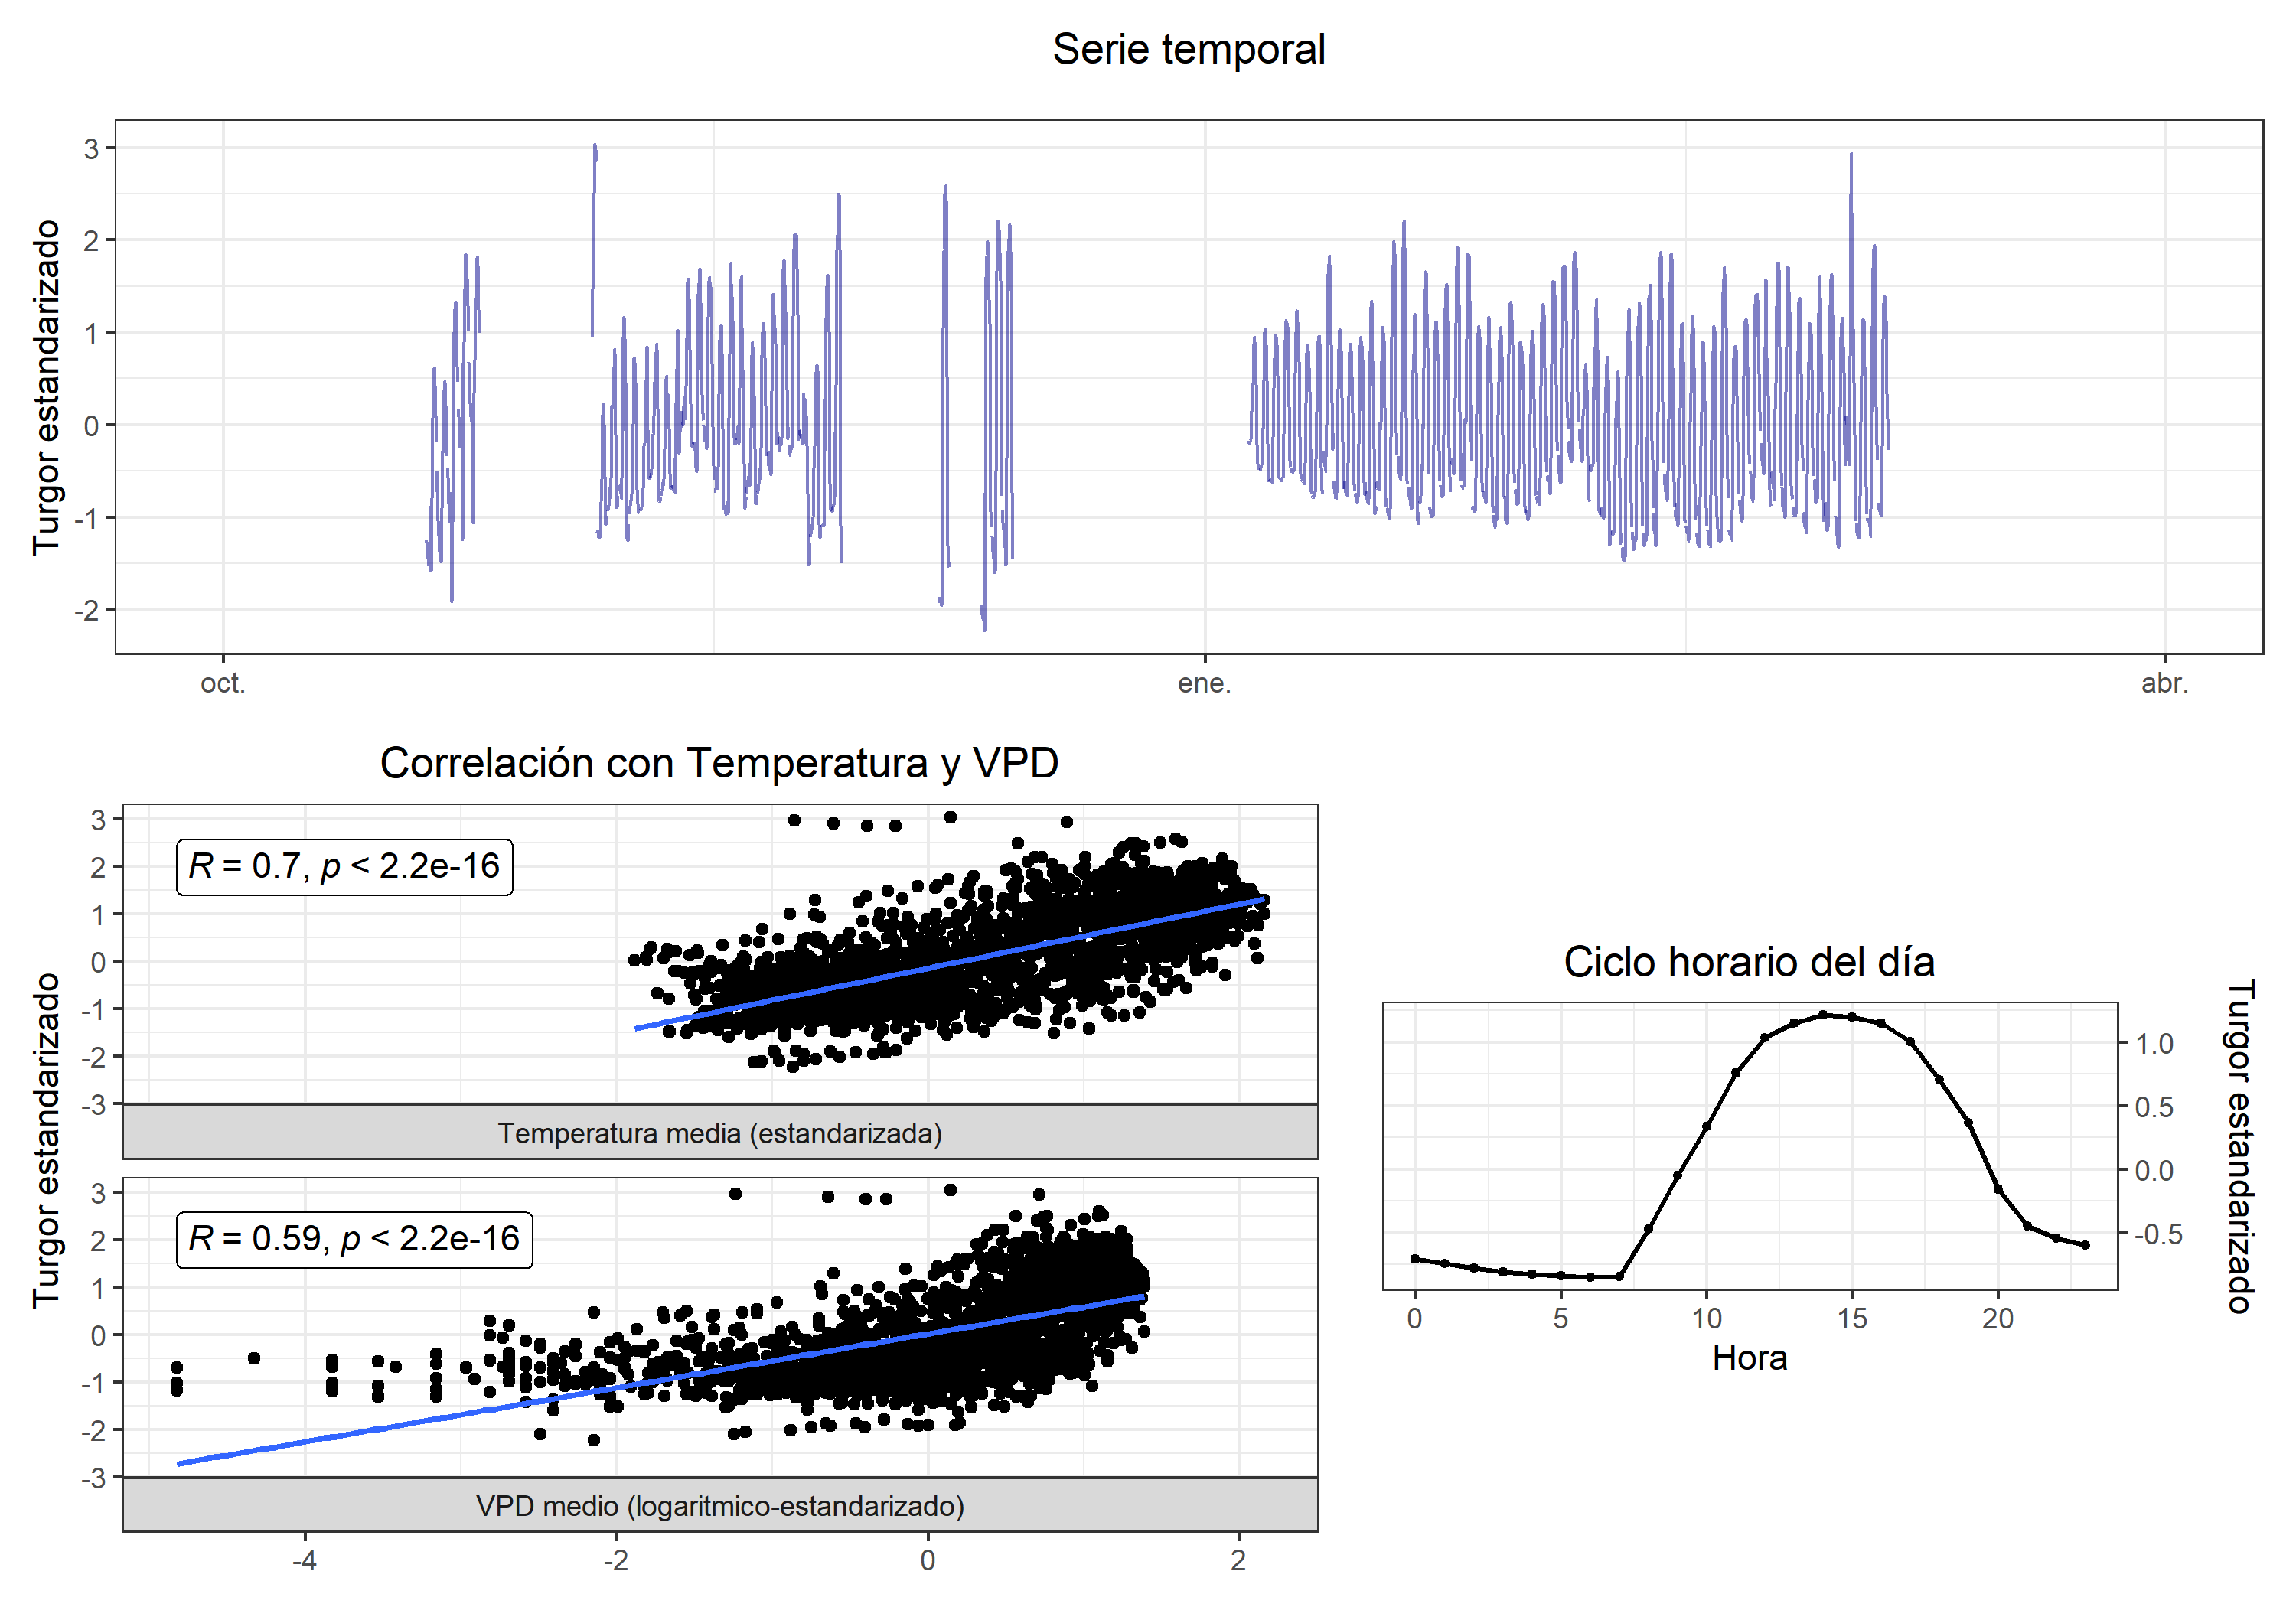 Serie temporal
Turgor estandarizado
3
2
1
0
-1
-2
oct.
ene.
abr.
Correlación con Temperatura y VPD
Turgor estandarizado
3
2
1
0
-1
-2
-3
R = 0.7, p < 2.2e-16
Temperatura media (estandarizada)
3
2
1
0
-1
-2
-3
R = 0.59, p < 2.2e-16
VPD medio (logaritmico-estandarizado)
-4
-2
0
2
Ciclo horario del día
1.0
0.5
0.0
-0.5
Turgor estandarizado
0
5
10
15
20
Hora